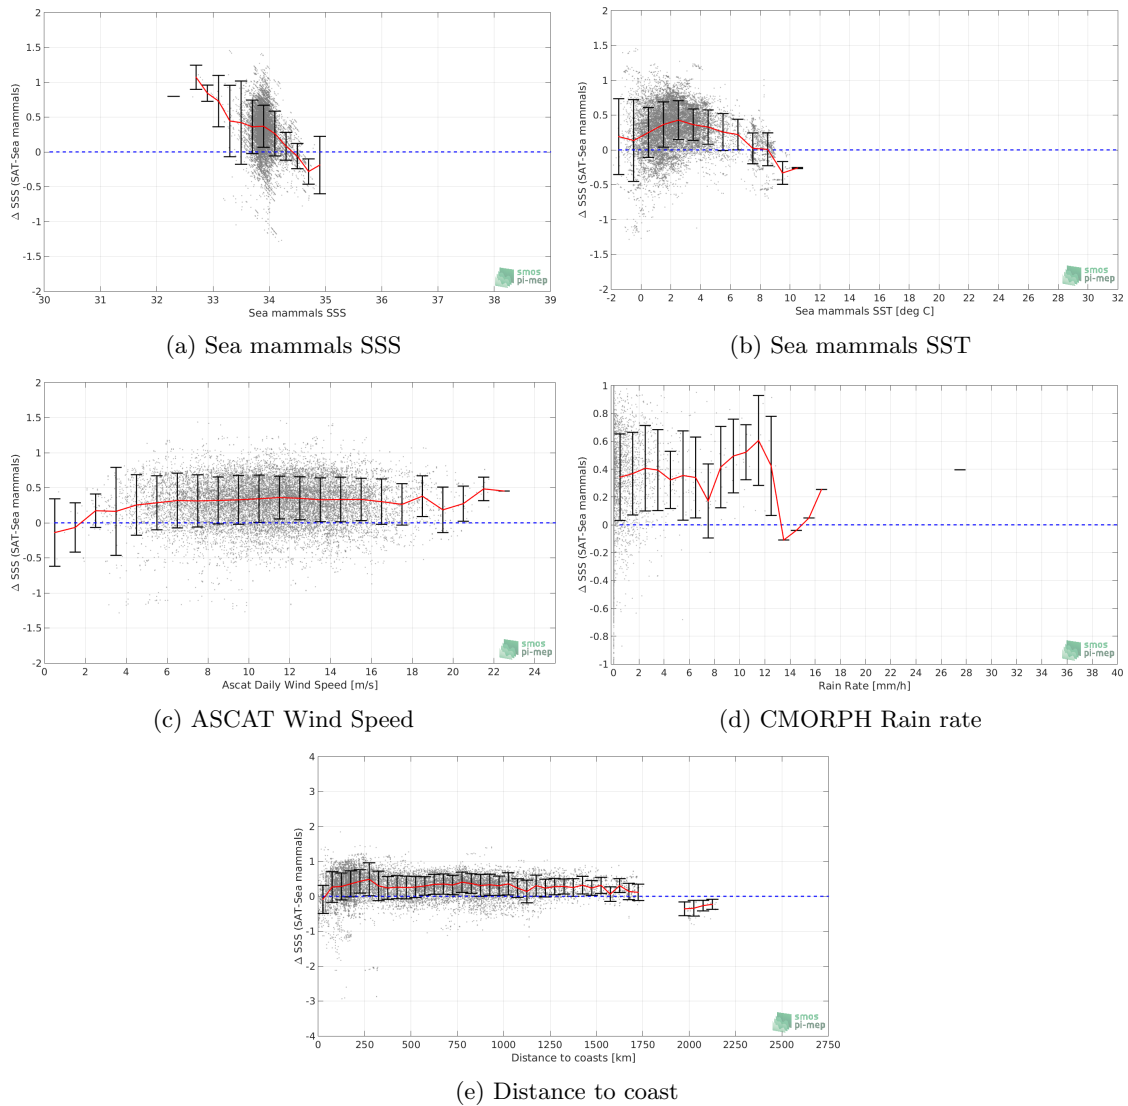 2
1.5
1
0.5
0
-0.5
-1
-1.5
-2
Δ SSS (SAT-Sea mammals)
30 31 32 33 34 35 36 37 38 39
Sea mammals SSS
smos
pi-mep
(a) Sea mammals SSS
2
1.5
1
0.5
0
-0.5
-1
-1.5
-2
Δ SSS (SAT-Sea mammals)
-2 0 2 4 6 8 10 12 14 16 18 20 22 24 26 28 30 32
Sea mammals SST [deg C]
smos
pi-mep
(b) Sea mammals SST
2
1.5
1
0.5
0
-0.5
-1
-1.5
-2
Δ SSS (SAT-Sea mammals)
0 2 4 6 8 10 12 14 16 18 20 22 24
Ascat Daily Wind Speed [m/s]
smos
pi-mep
(c) ASCAT Wind Speed
1
0.8
0.6
0.4
0.2
0
-0.2
-0.4
-0.6
-0.8
-1
Δ SSS (SAT-Sea mammals)
0 2 4 6 8 10 12 14 16 18 20 22 24 26 28 30 32 34 36 38 40
Rain Rate [mm/h]
smos
pi-mep
(d) CMORPH Rain rate
4
3
2
1
0
-1
-2
-3
-4
Δ SSS (SAT-Sea mammals)
0 250 500 750 1000 1250 1500 1750 2000 2250 2500 2750
Distance to coasts [km]
smos
pi-mep
(e) Distance to coast